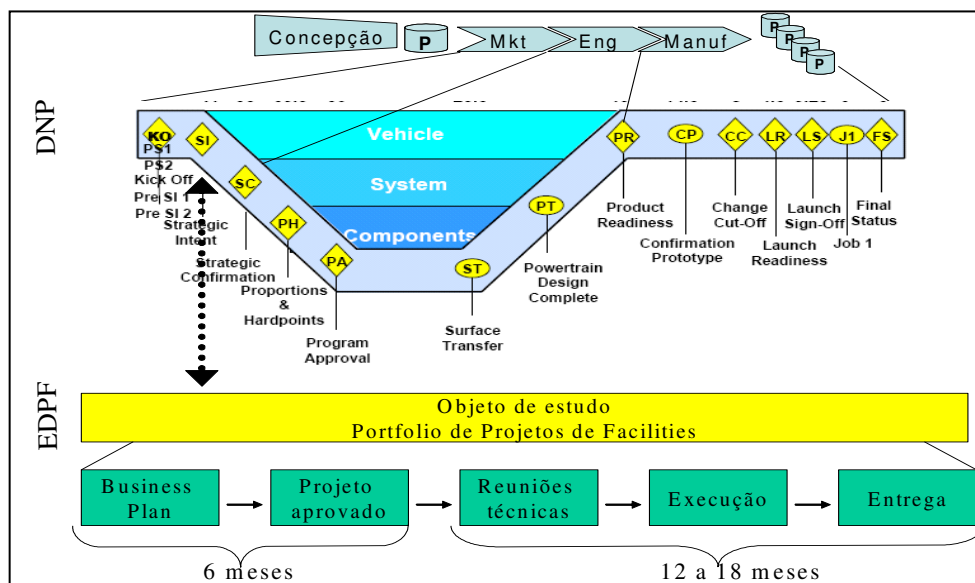 Concepção
P
Mkt
Eng
Manuf
P
P
P
P
DNP
Vehicle
System
Components
KO
PS1
PS2
Kick Off
Pre SI 1
Pre SI 2
SI
Strategic
Intent
SC
Strategic
Confirmation
PH
Proportions
&
Hardpoints
PA
Program
Approval
ST
Surface
Transfer
PT
Powertrain
Design
Complete
PR
Product
Readiness
CP
Confirmation
Prototype
CC
Change
Cut-Off
LR
Launch
Readiness
LS
Launch
Sign-Off
J1
Job 1
FS
Final
Status
EDPF
Objeto de estudo
Portfolio de Projetos de Facilities
Business
Plan
Projeto
aprovado
Reuniões
técnicas
Execução
Entrega
6 meses
12 a 18 meses